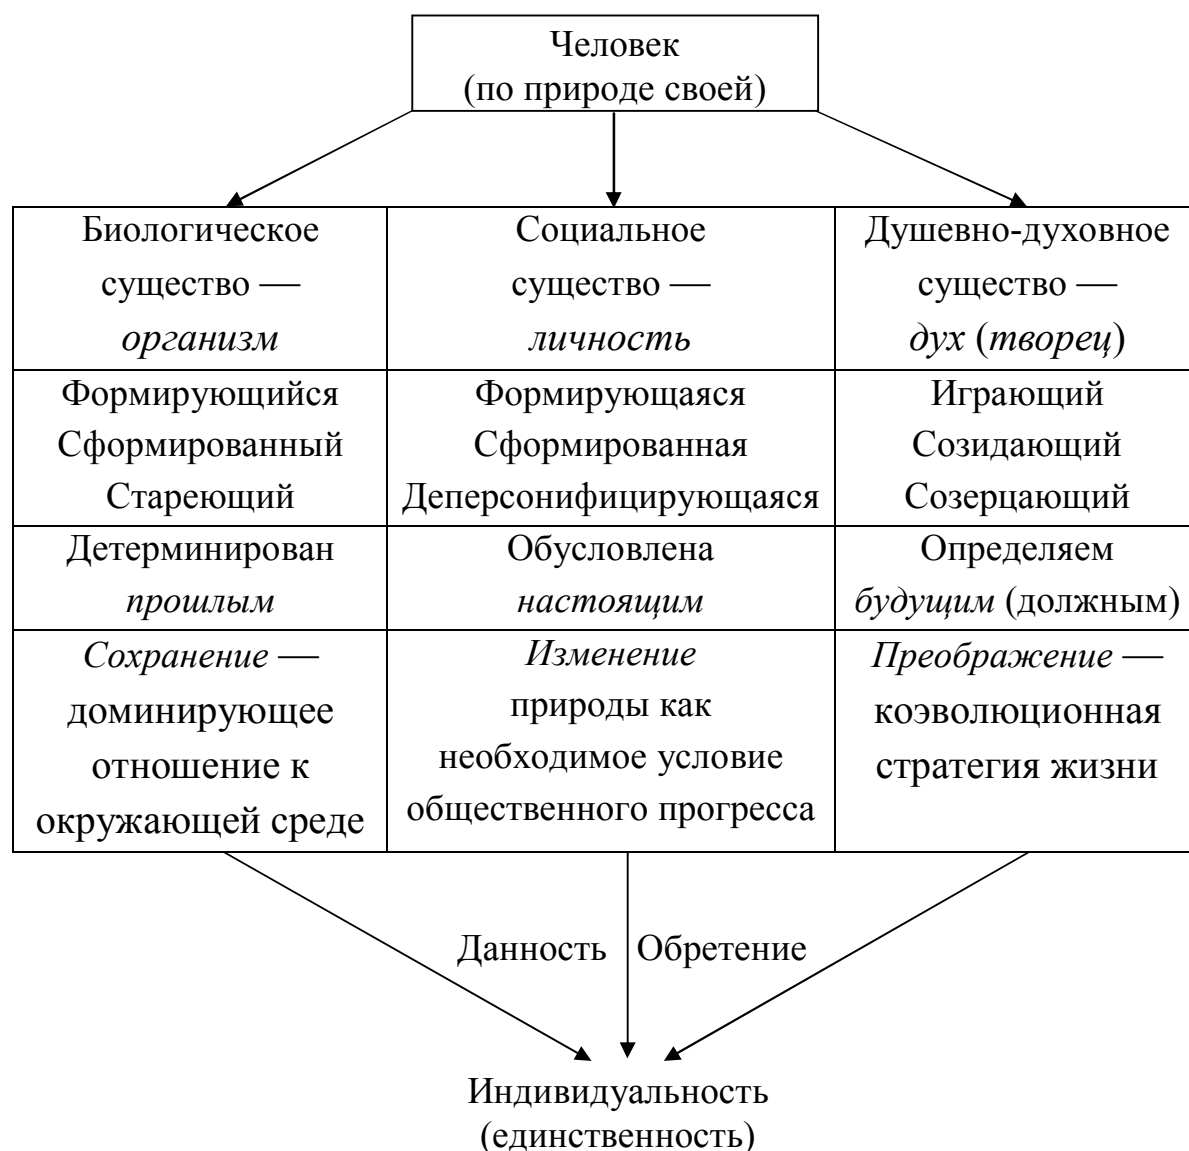 Человек
(по природе своей)
Биологическое
существо —
организм
Социальное
существо —
личность
Душевно-духовное
существо —
дух (творец)
Формирующийся
Сформированный
Стареющий
Формирующаяся
Сформированная
Деперсонифицирующаяся
Играющий
Созидающий
Созерцающий
Детерминирован
прошлым
Обусловлена
настоящим
Определяем
будущим (должным)
Сохранение —
доминирующее
отношение к
окружающей среде
Изменение
природы как
необходимое условие
общественного прогресса
Преображение —
коэволюционная
стратегия жизни
Данность
Обретение
Индивидуальность
(единственность)